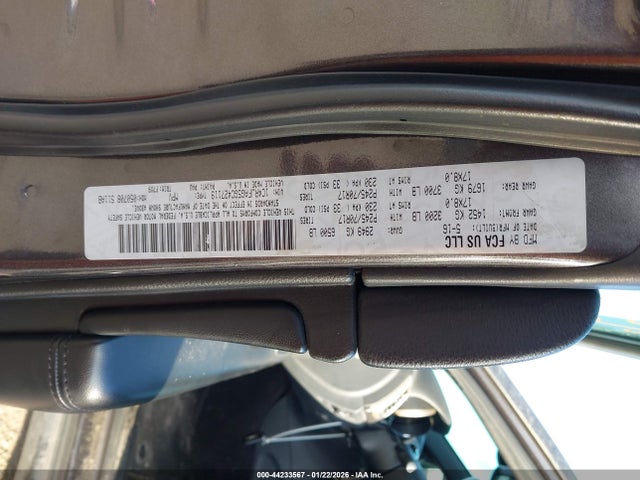 MFD BY FCA US LLC
DATE OF MFR/BUILT: 5-16
GVWR: 2949 KG 6500 LB
GAWR: 1452 KG 3200 LB WITH
P245/70R17 TIRES
17X8.0 RIMS AT
230 KPA ( 33 PSI) COLD
GAWR REAR: 1679 KG 3700 LB WITH
P245/70R17
17X8.0 RIMS AT
230 KPA ( 33 PSI) COLD
THIS VEHICLE CONFORMS TO ALL APPLICABLE U.S.A. FEDERAL MOTOR VEHICLE SAFETY
STANDARDS IN EFFECT ON THE DATE OF MANUFACTURE SHOWN ABOVE.
TYPE: MPV
VEHICLE MADE IN U.S.A.
000-44233567 - 01/22/2026 - IAA Inc.